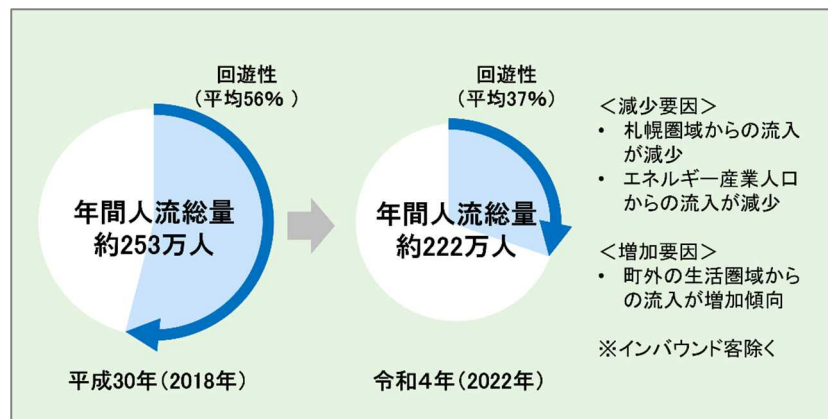 回遊性
(平均56% )
年間人流総量
約253万人
平成30年(2018年)
回遊性
(平均37%)
年間人流総量
約222万人
令和4年(2022年)
＜減少要因＞
• 札幌圏域からの流入
が減少
• エネルギー産業人口
からの流入が減少
＜増加要因＞
• 町外の生活圏域から
の流入が増加傾向
※インバウンド客除く